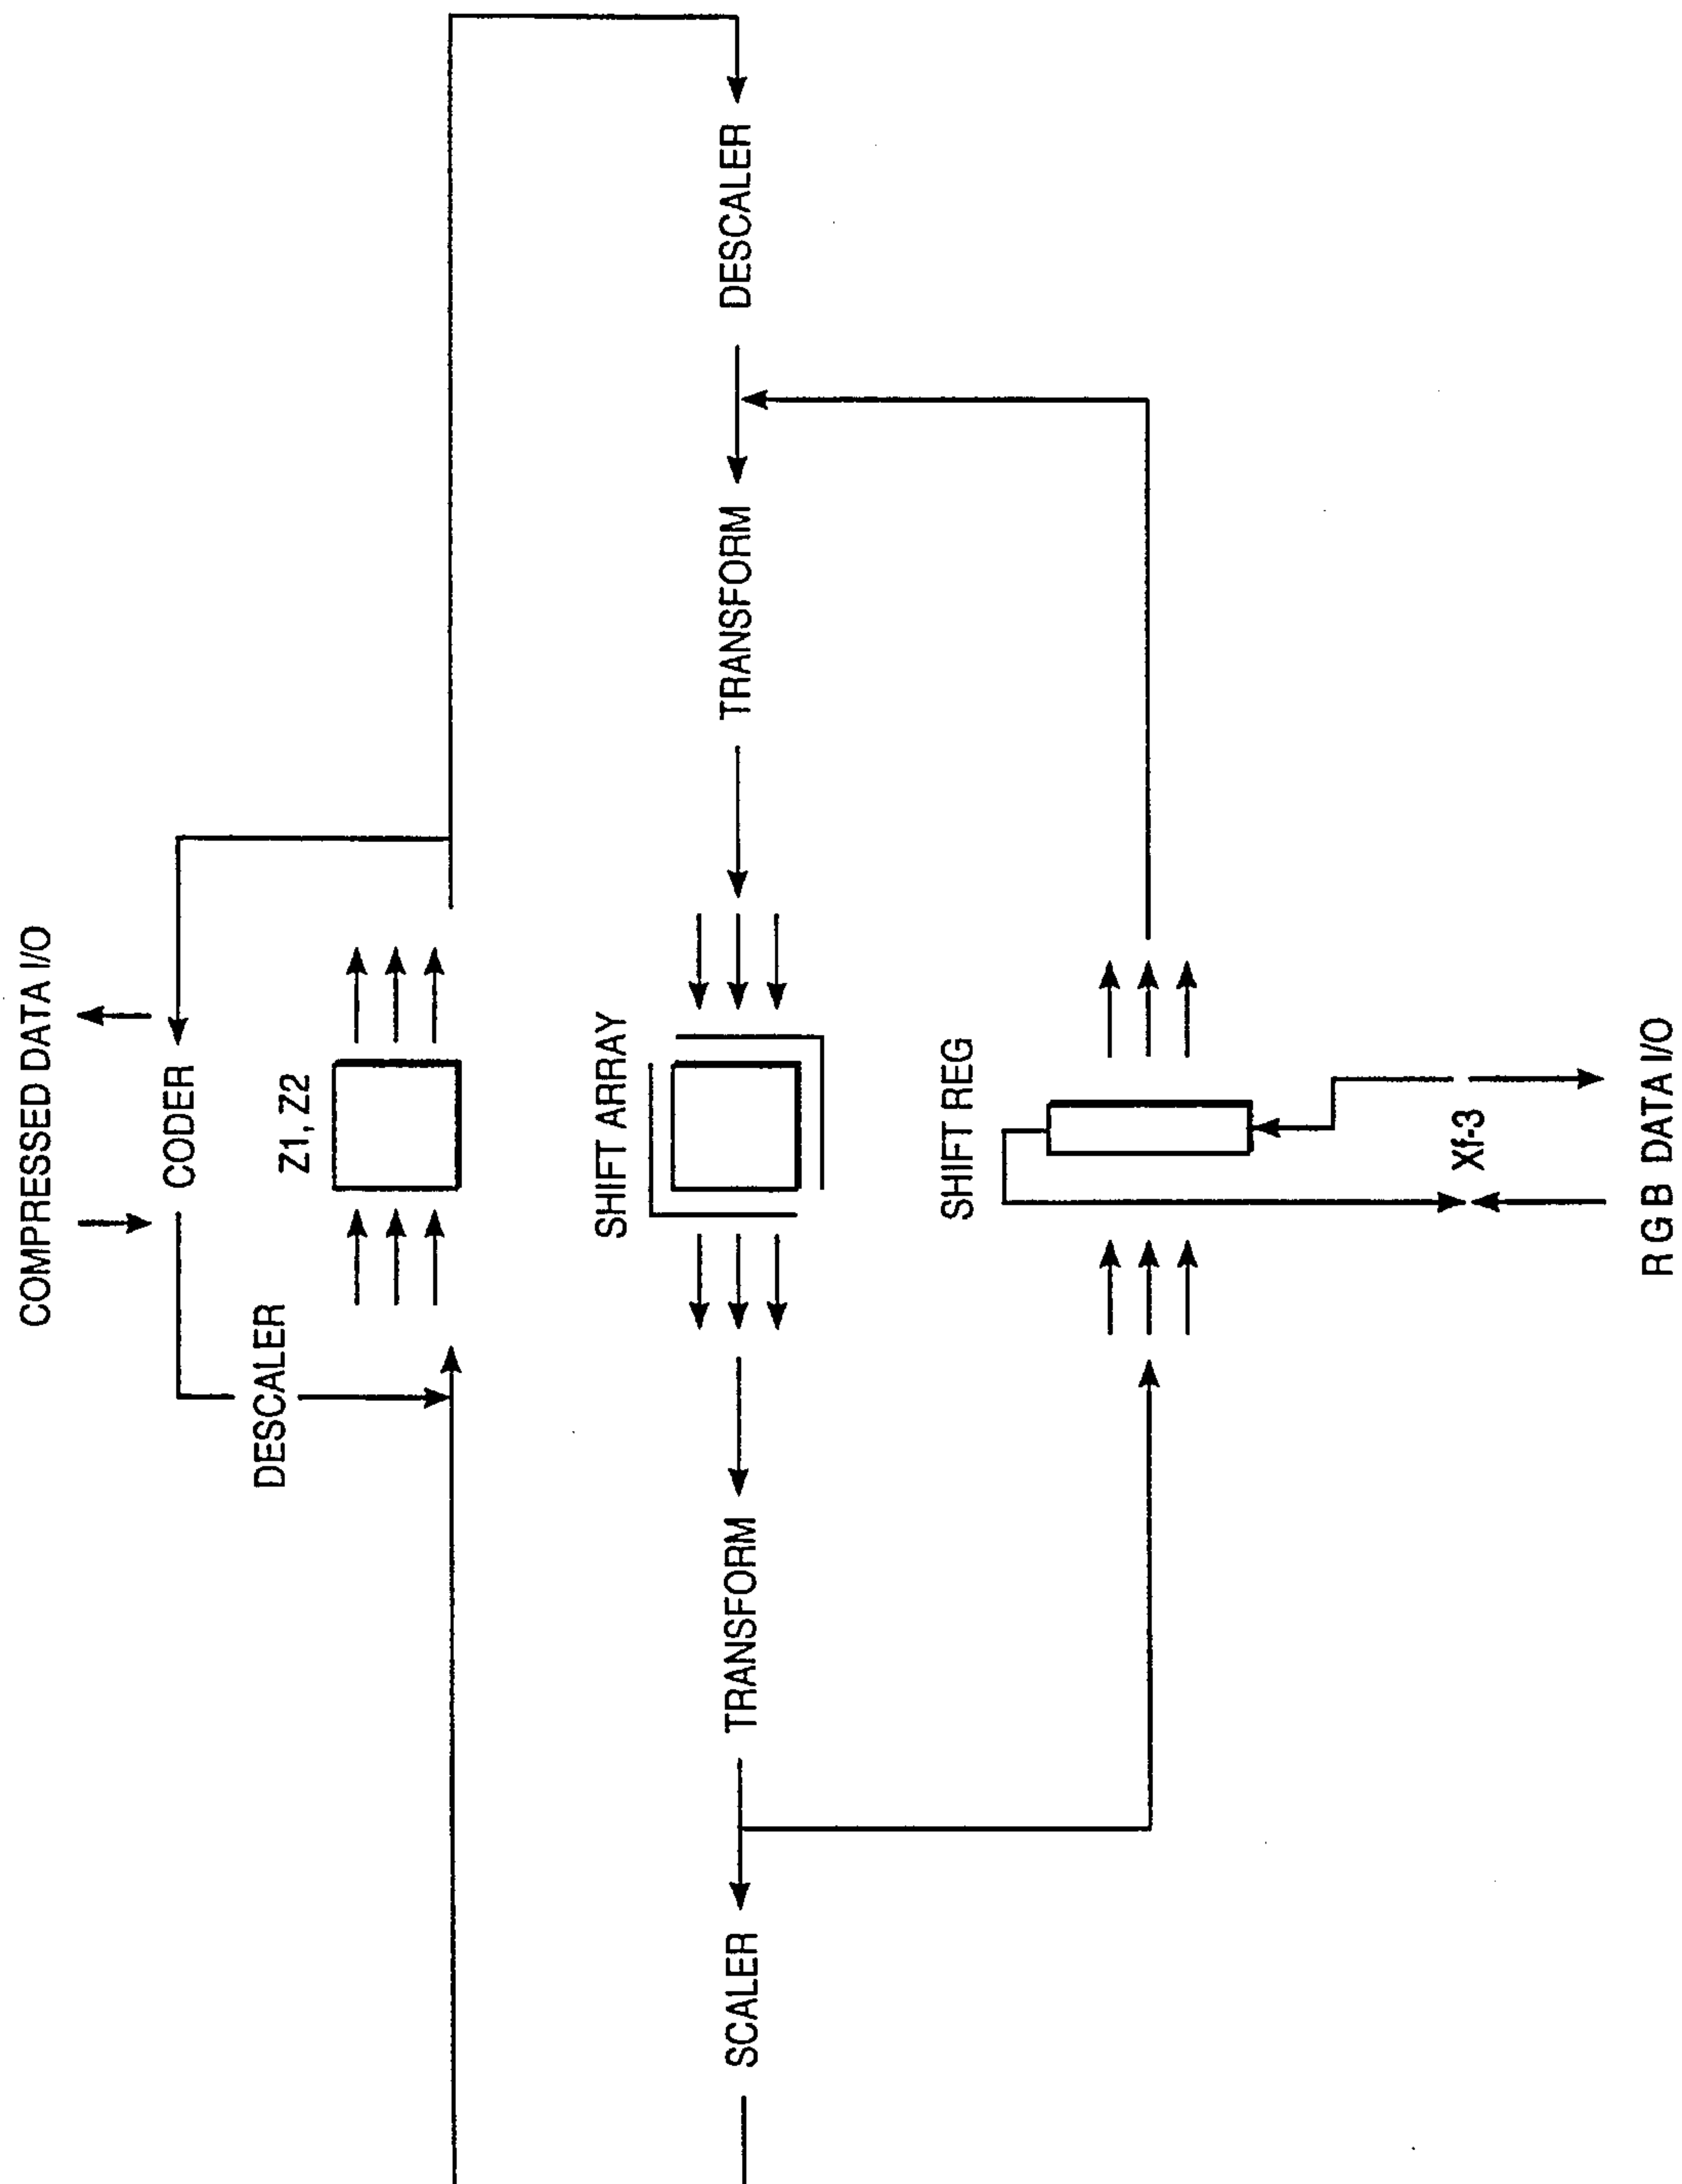 COMPRESSED DATA I/O
CODER
DESCALER
Z1, Z2
SHIFT ARRAY
SCALER
TRANSFORM
TRANSFORM
DESCALER
SHIFT REG
Xf-3
R G B DATA I/O